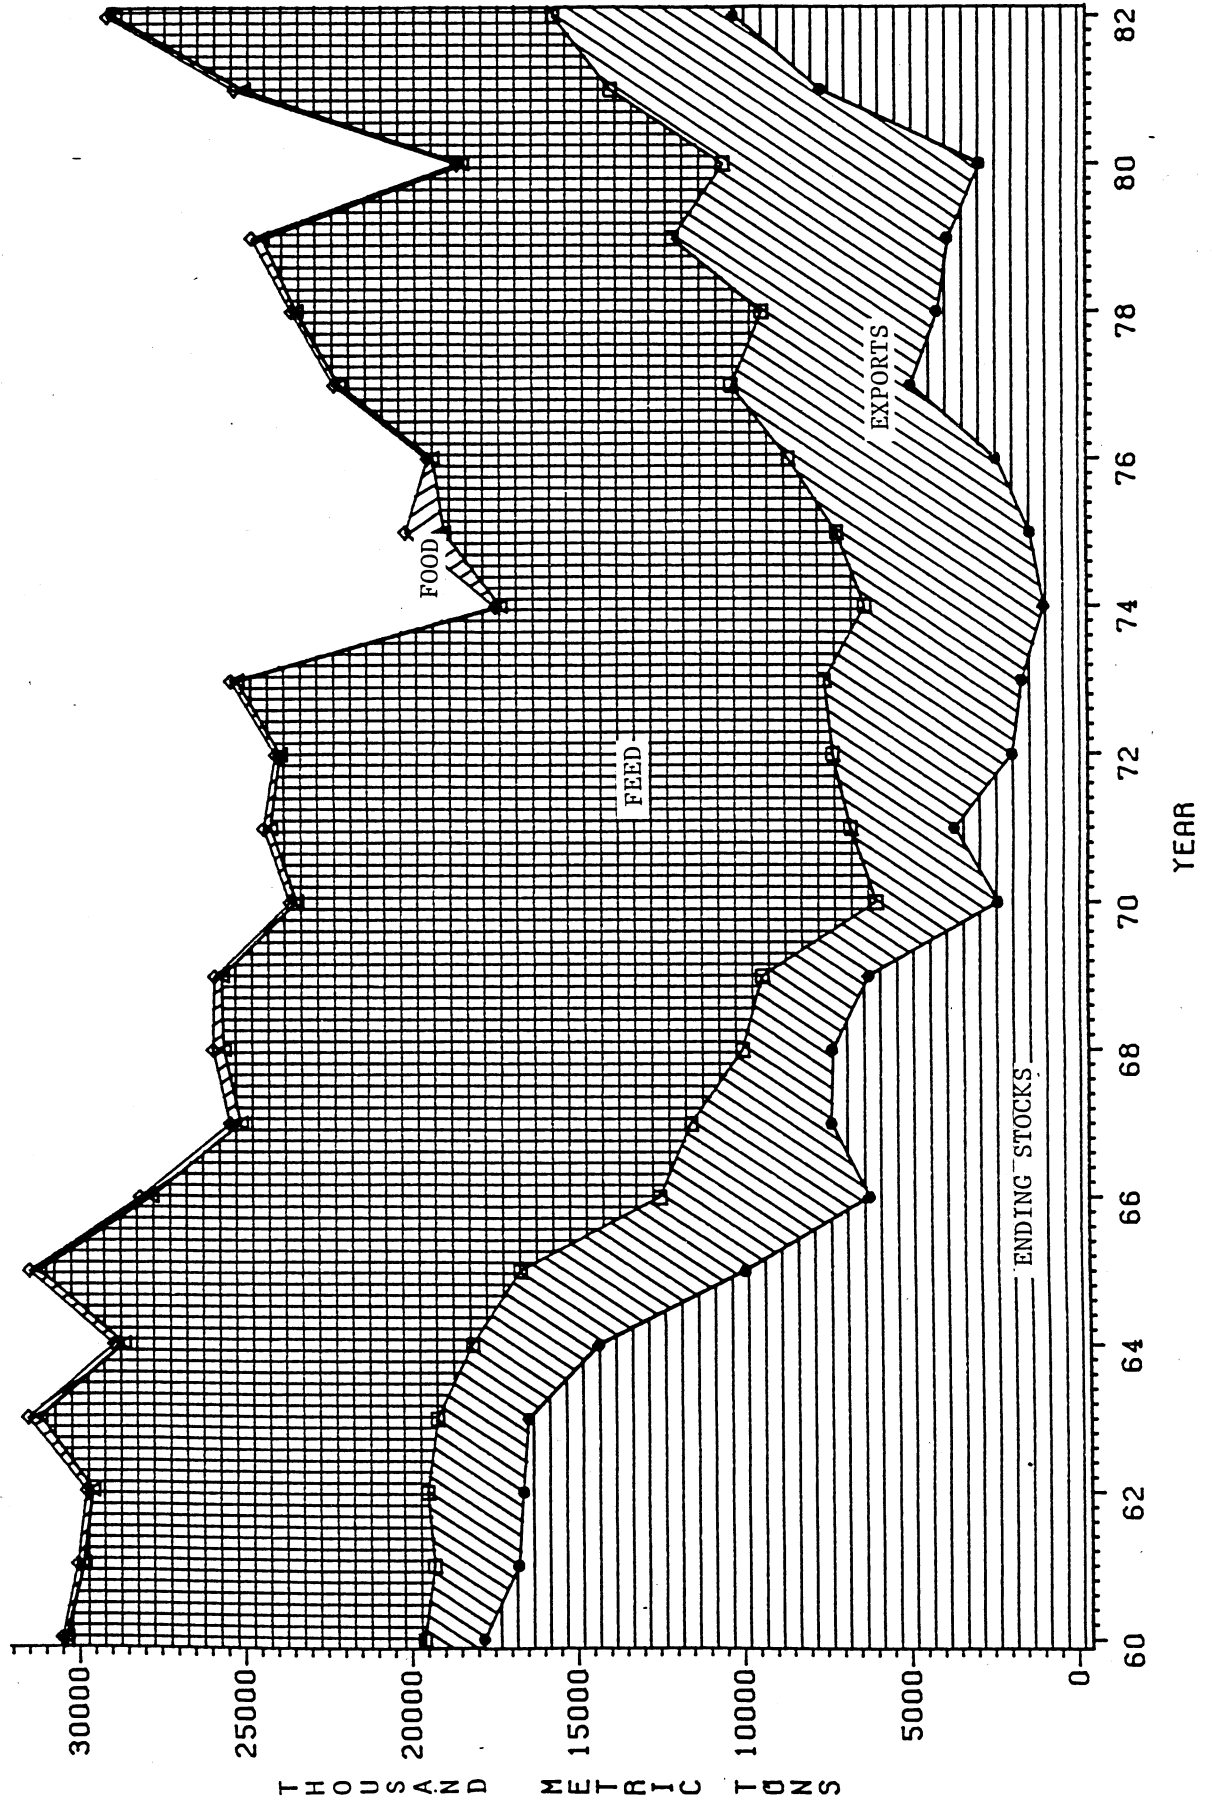 THOUSAND METRIC TONS
30000
25000
20000
15000
10000
5000
0
FOOD
FEED
EXPORTS
ENDING STOCKS
60 62 64 66 68 70 72 74 76 78 80 82
YEAR